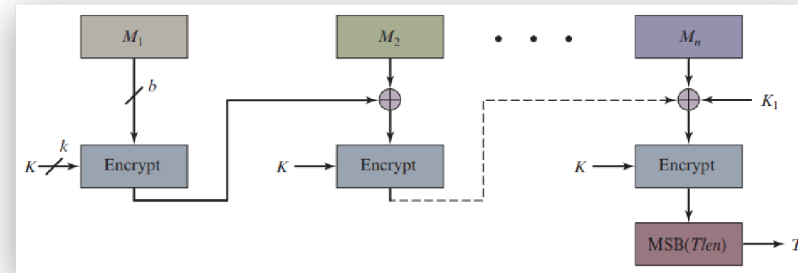 M₁ M₂ • • • Mₙ
b
K₁
k
K Encrypt K Encrypt K Encrypt
MSB(Tlen) T